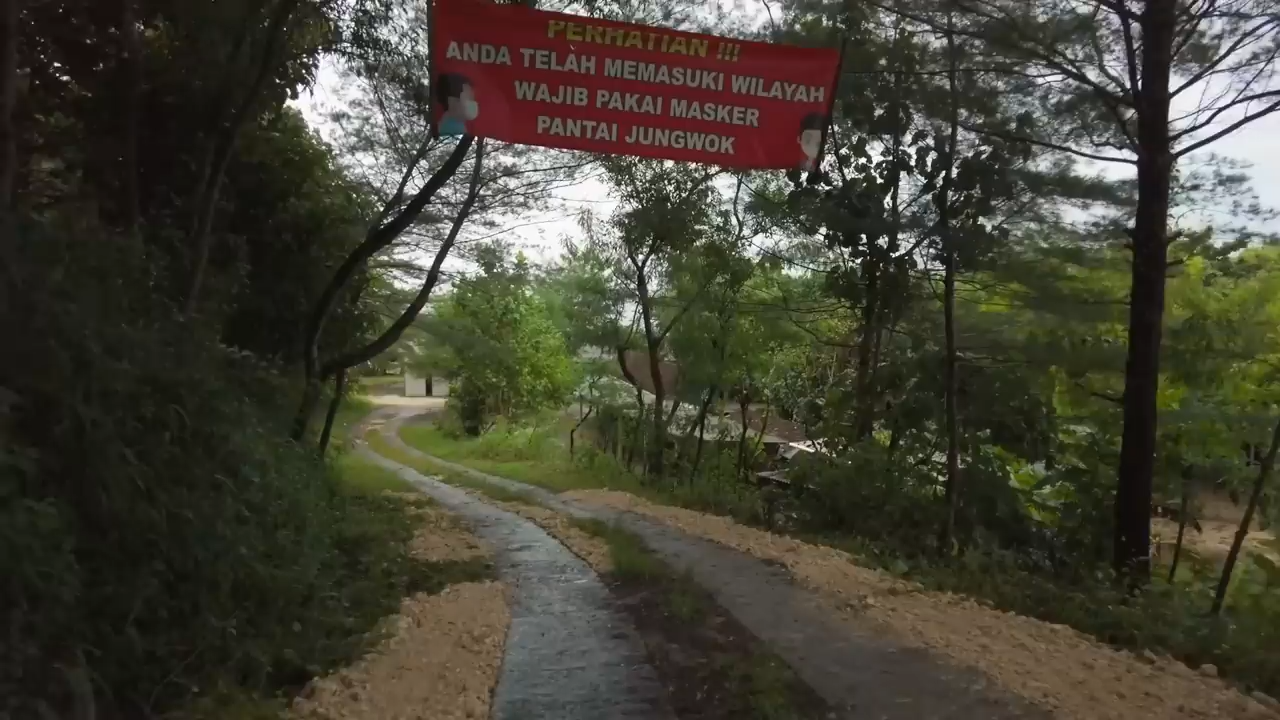 PERHATIAN !!!
ANDA TELAH MEMASUKI WILAYAH
WAJIB PAKAI MASKER
PANTAI JUNGWOK